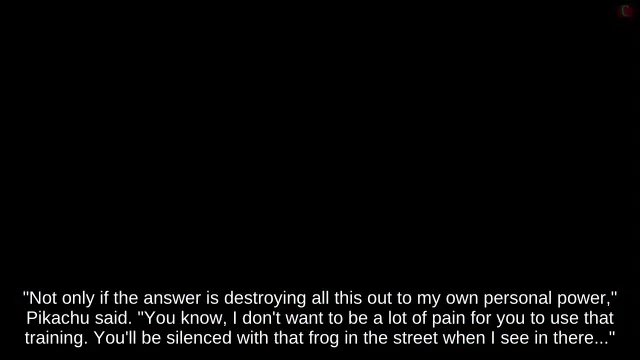 "Not only if the answer is destroying all this out to my own personal power,"
Pikachu said. "You know, I don't want to be a lot of pain for you to use that
training. You'll be silenced with that frog in the street when I see in there..."